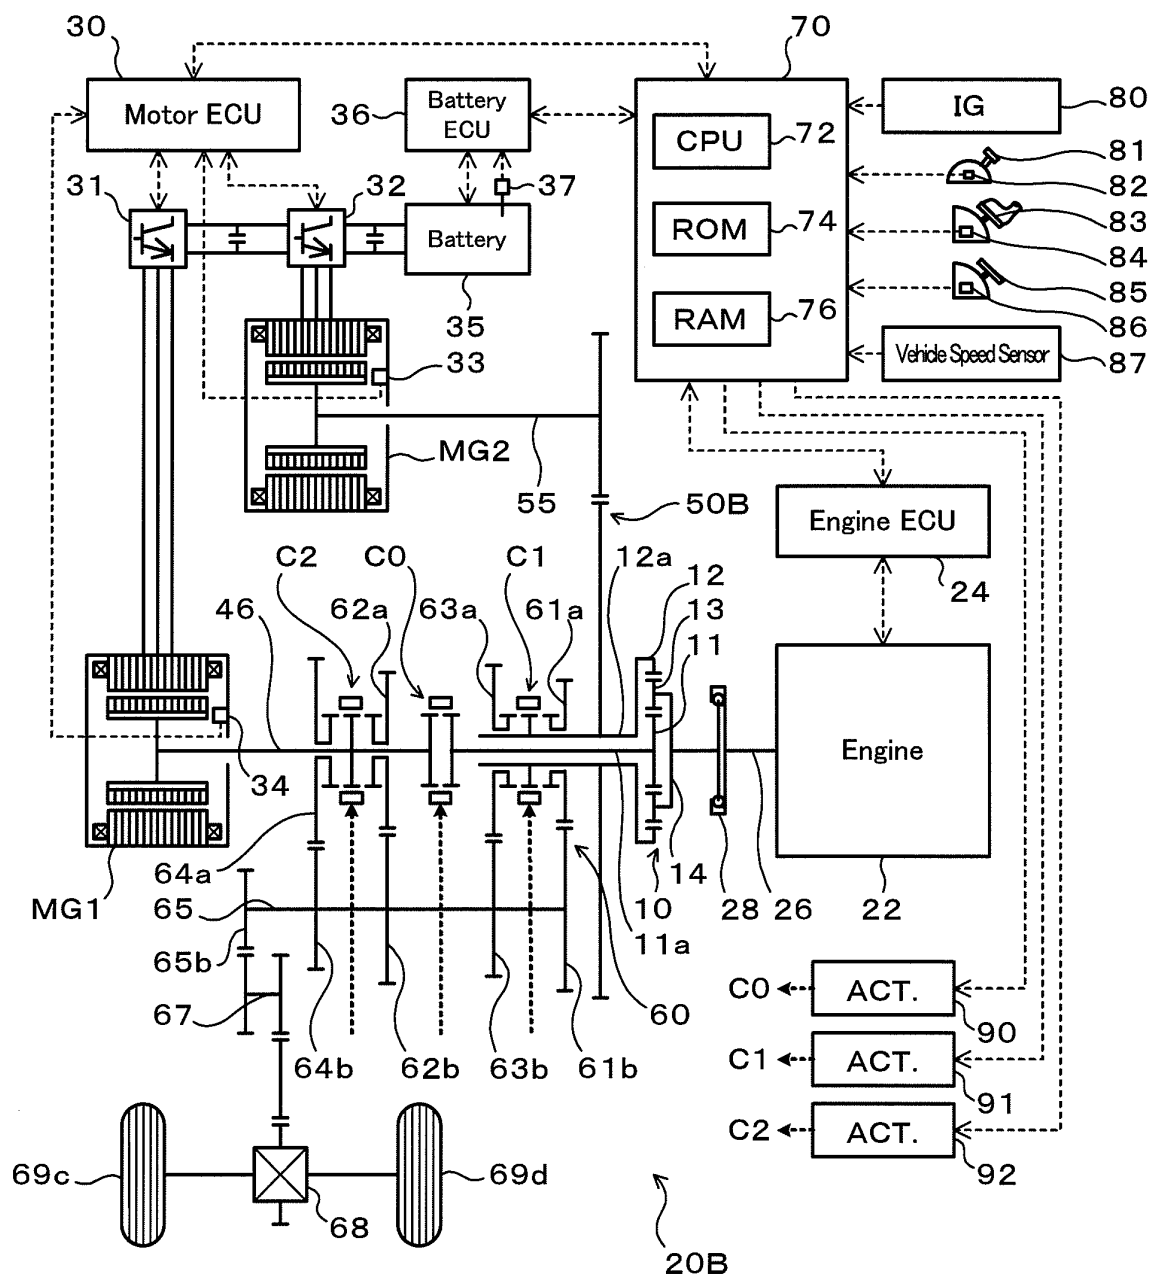 30
70
Motor ECU
36
Battery
ECU
CPU
72
IG
80
81
82
31
32
37
Battery
ROM
74
83
84
35
RAM
76
85
86
Vehicle Speed Sensor
87
33
MG2
55
50B
Engine ECU
24
C2
C0
C1
12a
12
46
62a
63a
61a
13
11
34
Engine
64a
MG1
65
10
14
28
26
22
11a
65b
67
60
C0
ACT.
90
64b
62b
63b
61b
C1
ACT.
91
C2
ACT.
92
69c
69d
68
20B